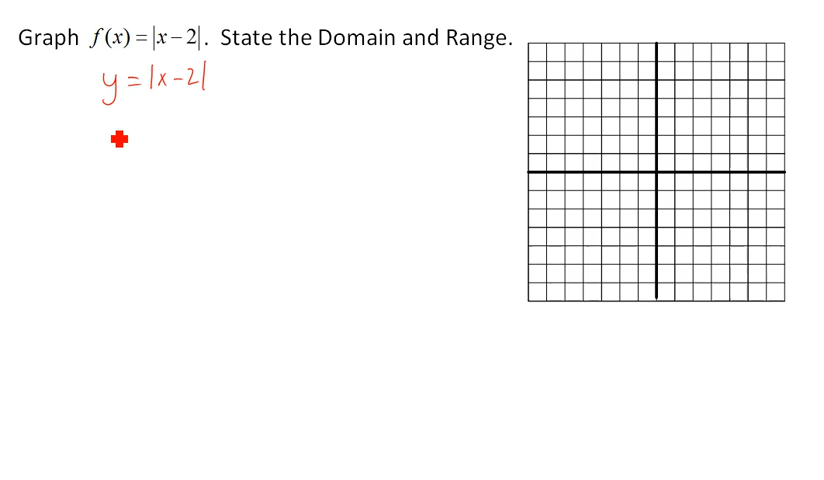 Graph f(x) = |x − 2|. State the Domain and Range.
y = |x − 2|